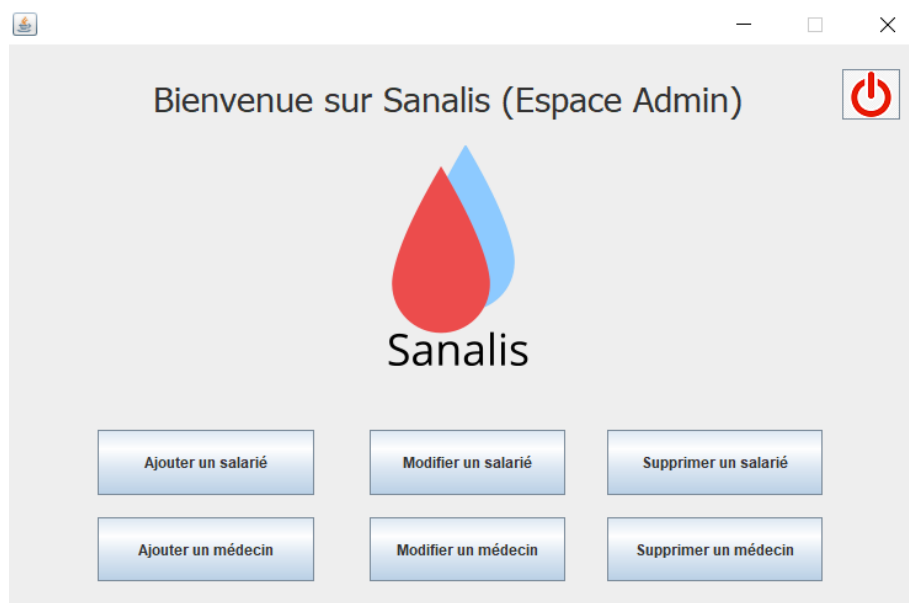 Bienvenue sur Sanalis (Espace Admin)
Sanalis
Ajouter un salarié
Modifier un salarié
Supprimer un salarié
Ajouter un médecin
Modifier un médecin
Supprimer un médecin